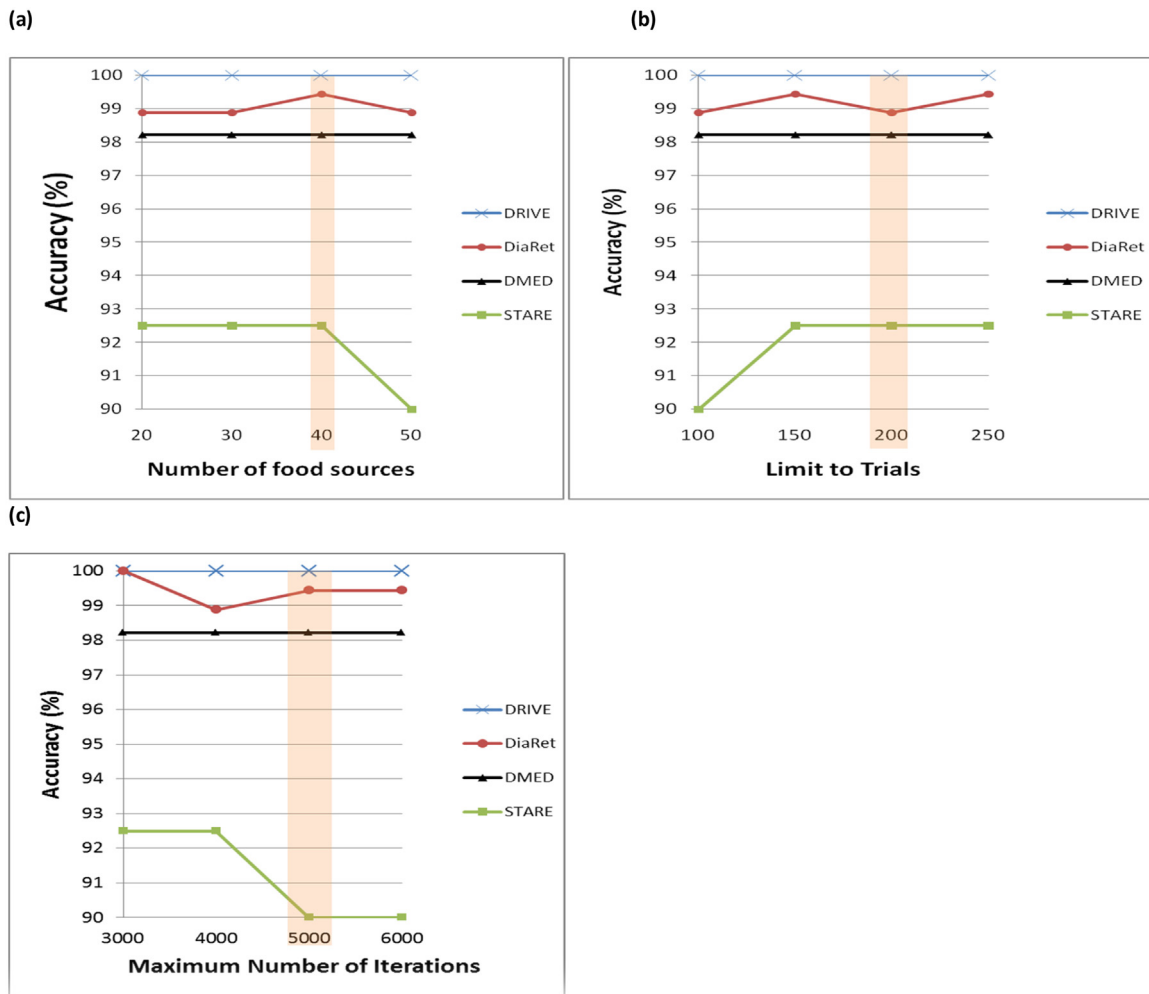 (a)
100
99
98
97
96
95
94
93
92
91
90
Accuracy (%)
20 30 40 50
Number of food sources
DRIVE
DiaRet
DMED
STARE
(b)
100
99
98
97
96
95
94
93
92
91
90
Accuracy (%)
100 150 200 250
Limit to Trials
DRIVE
DiaRet
DMED
STARE
(c)
100
99
98
97
96
95
94
93
92
91
90
Accuracy (%)
3000 4000 5000 6000
Maximum Number of Iterations
DRIVE
DiaRet
DMED
STARE